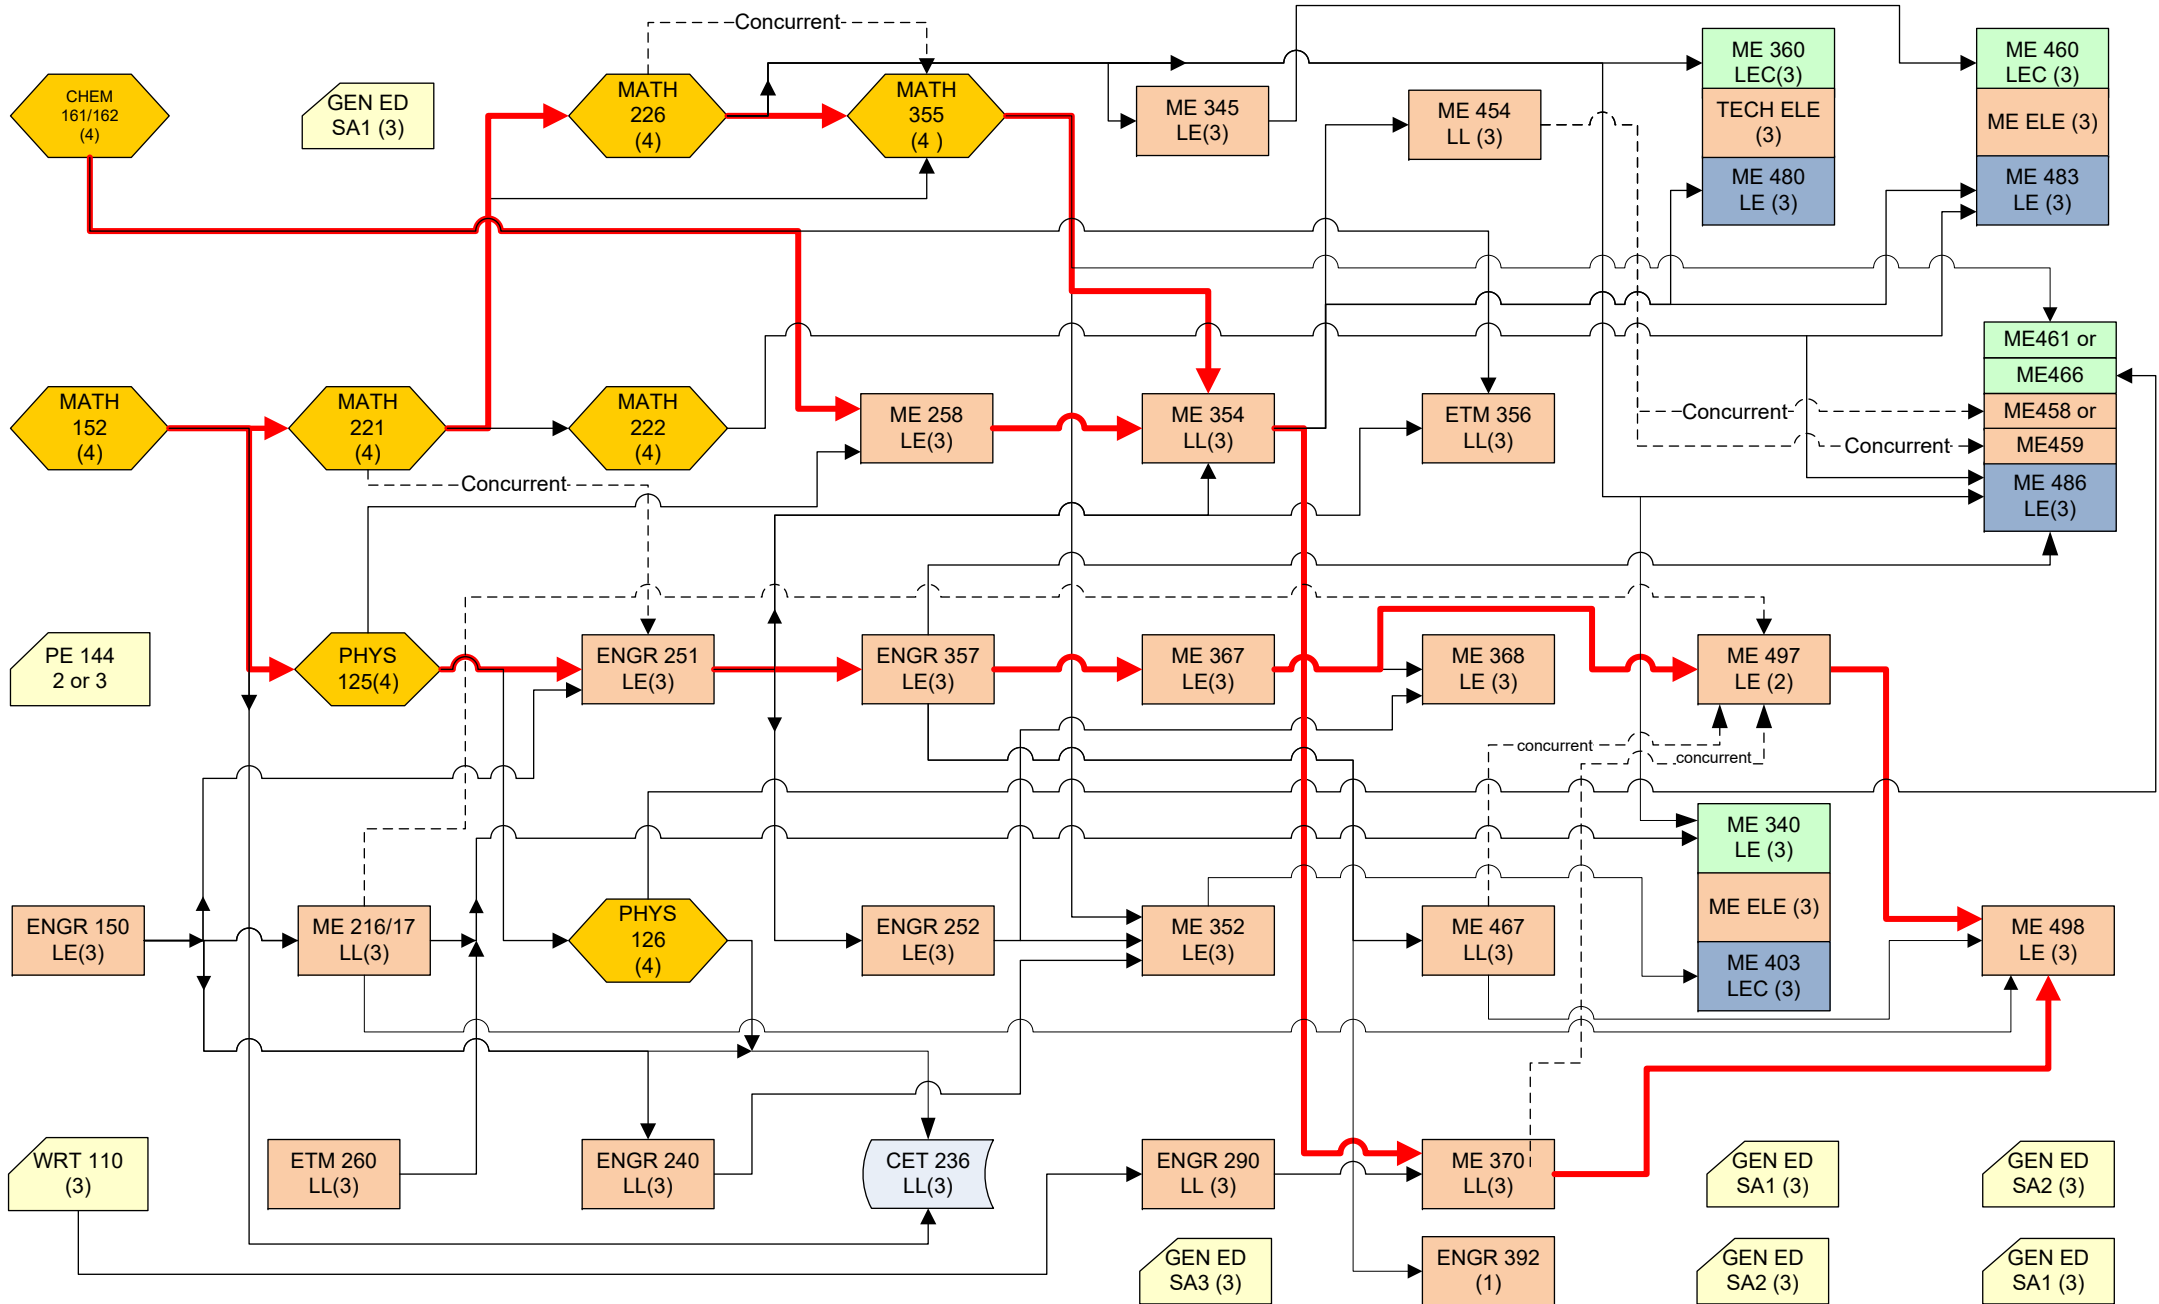 Concurrent
CHEM
161/162
(4)
GEN ED
SA1 (3)
MATH
226
(4)
MATH
355
(4 )
ME 345
LE(3)
ME 454
LL (3)
ME 360
LEC(3)
TECH ELE
(3)
ME 480
LE (3)
ME 460
LEC (3)
ME ELE (3)
ME 483
LE (3)
MATH
152
(4)
MATH
221
(4)
MATH
222
(4)
ME 258
LE(3)
ME 354
LL(3)
ETM 356
LL(3)
ME461 or
ME466
ME458 or
ME459
ME 486
LE(3)
Concurrent
Concurrent
Concurrent
PE 144
2 or 3
PHYS
125(4)
ENGR 251
LE(3)
ENGR 357
LE(3)
ME 367
LE(3)
ME 368
LE (3)
ME 497
LE (2)
concurrent
concurrent
ENGR 150
LE(3)
ME 216/17
LL(3)
PHYS
126
(4)
ENGR 252
LE(3)
ME 352
LE(3)
ME 467
LL(3)
ME 340
LE (3)
ME ELE (3)
ME 403
LEC (3)
ME 498
LE (3)
WRT 110
(3)
ETM 260
LL(3)
ENGR 240
LL(3)
CET 236
LL(3)
ENGR 290
LL (3)
ME 370
LL(3)
GEN ED
SA1 (3)
GEN ED
SA2 (3)
GEN ED
SA3 (3)
ENGR 392
(1)
GEN ED
SA2 (3)
GEN ED
SA1 (3)